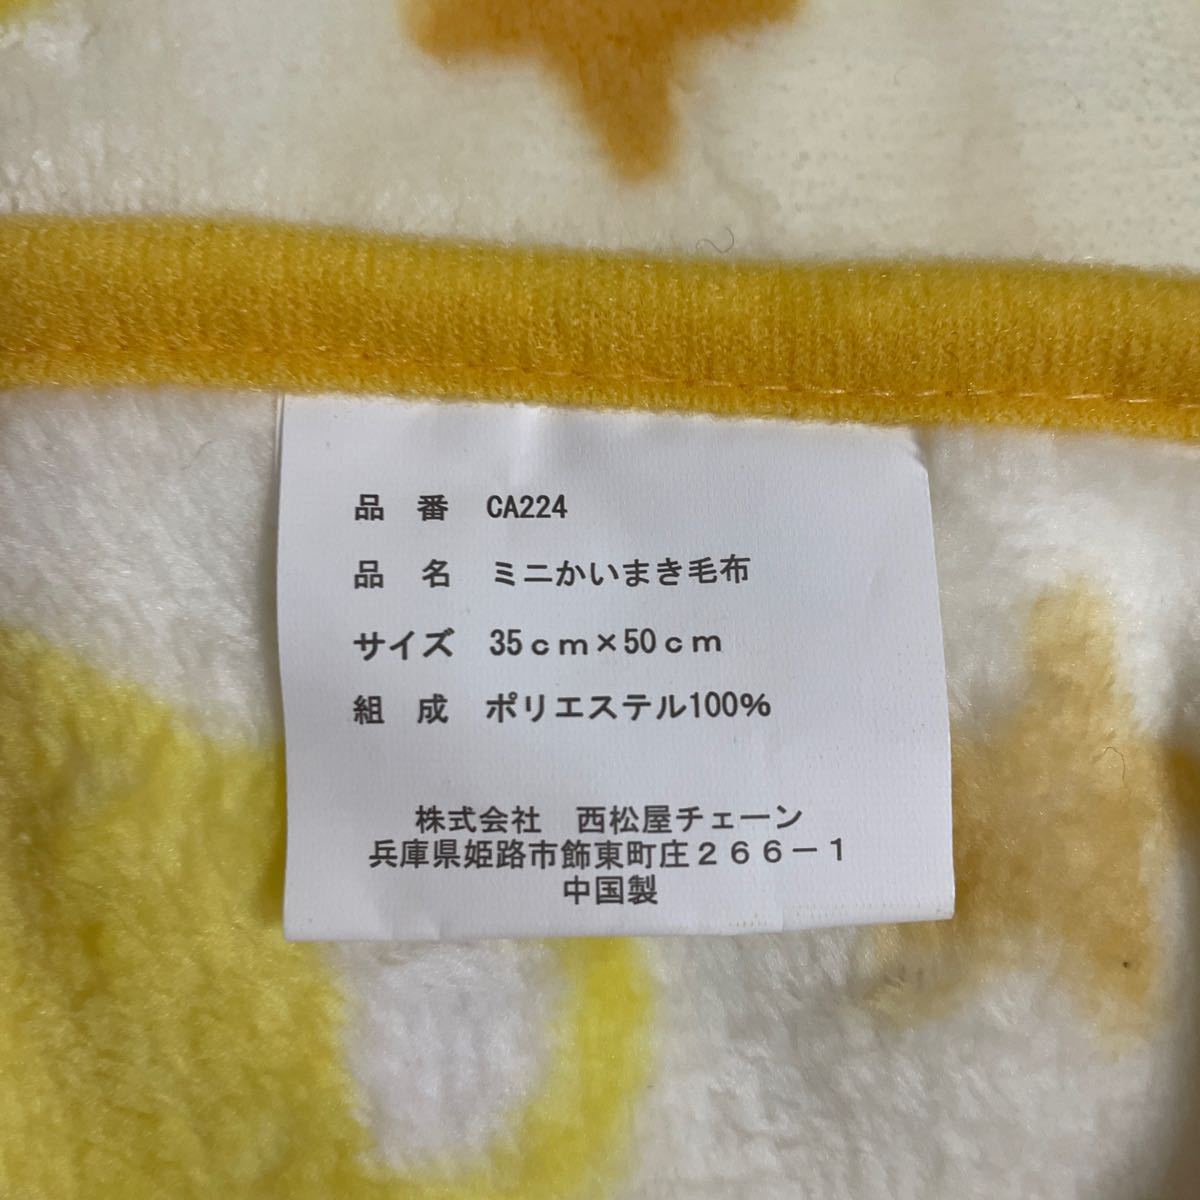 品番 CA224
品名 ミニかいまき毛布
サイズ 35cm×50cm
組成 ポリエステル100%
株式会社 西松屋チェーン
兵庫県姫路市飾東町庄266-1
中国製